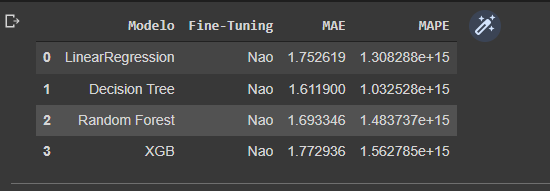 Modelo Fine-Tuning MAE MAPE
0 LinearRegression Nao 1.752619 1.308288e+15
1 Decision Tree Nao 1.611900 1.032528e+15
2 Random Forest Nao 1.693346 1.483737e+15
3 XGB Nao 1.772936 1.562785e+15